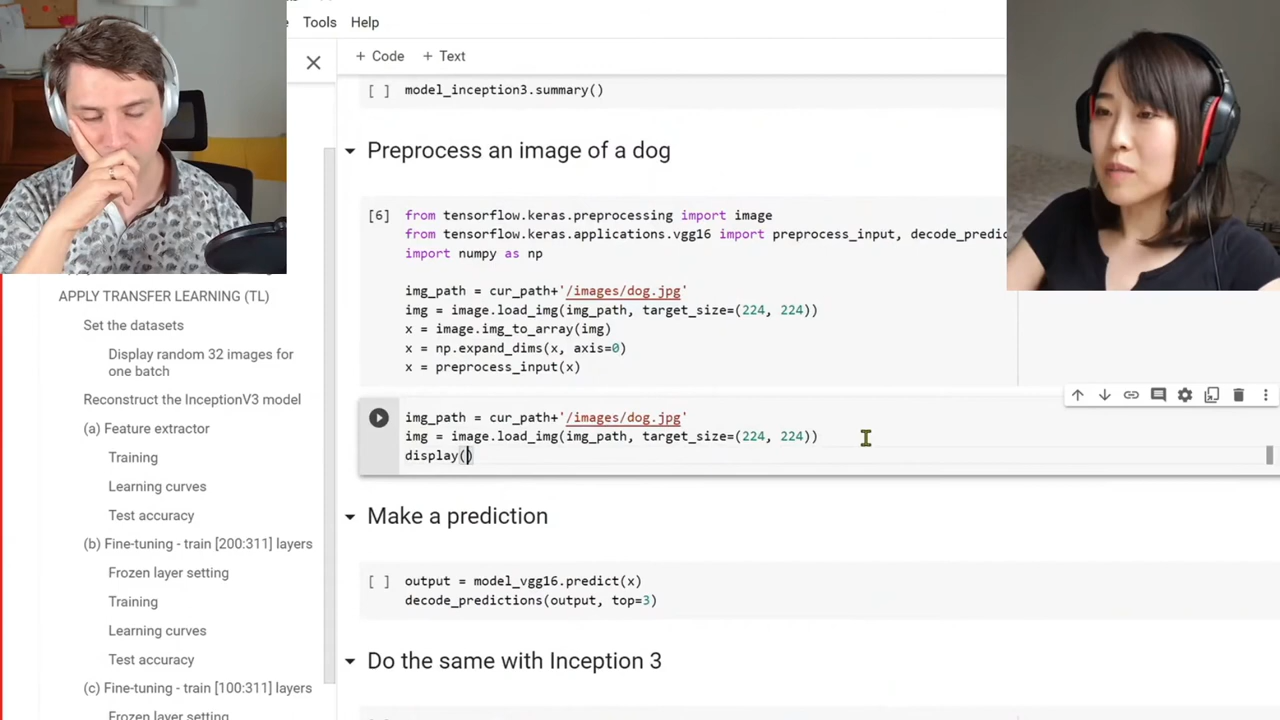 Tools Help
+ Code + Text
[ ] model_inception3.summary()
Preprocess an image of a dog
[6] from tensorflow.keras.preprocessing import image
from tensorflow.keras.applications.vgg16 import preprocess_input, decode_predic
import numpy as np
img_path = cur_path+'/images/dog.jpg'
img = image.load_img(img_path, target_size=(224, 224))
x = image.img_to_array(img)
x = np.expand_dims(x, axis=0)
x = preprocess_input(x)
img_path = cur_path+'/images/dog.jpg'
img = image.load_img(img_path, target_size=(224, 224))
display()
Make a prediction
[ ] output = model_vgg16.predict(x)
decode_predictions(output, top=3)
Do the same with Inception 3
APPLY TRANSFER LEARNING (TL)
Set the datasets
Display random 32 images for
one batch
Reconstruct the InceptionV3 model
(a) Feature extractor
Training
Learning curves
Test accuracy
(b) Fine-tuning - train [200:311] layers
Frozen layer setting
Training
Learning curves
Test accuracy
(c) Fine-tuning - train [100:311] layers
Frozen layer setting